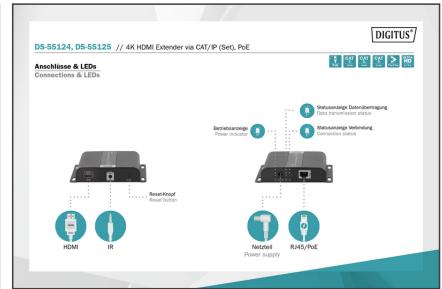 DIGITUS®
DS-55124, DS-55125 // 4K HDMI Extender via CAT/IP (Set), PoE
Anschlüsse & LEDs
Connections & LEDs
Statusanzeige Datenübertragung
Data transmission status
Betriebsanzeige
Power indicator
Statusanzeige Verbindung
Connection status
Reset-Knopf
Reset button
HDMI
IR
Netzteil
Power supply
RJ45/PoE